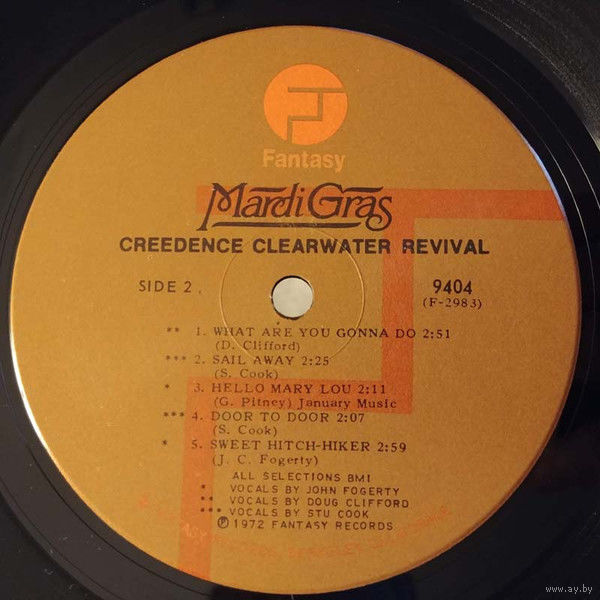 Fantasy
Mardi Gras
CREEDENCE CLEARWATER REVIVAL
SIDE 2 9404
(F-2983)
** 1. WHAT ARE YOU GONNA DO 2:51
(D. Clifford)
*** 2. SAIL AWAY 2:25
(S. Cook)
* 3. HELLO MARY LOU 2:11
(G. Pitney) January Music
*** 4. DOOR TO DOOR 2:07
(S. Cook)
* 5. SWEET HITCH-HIKER 2:59
(J. C. Fogerty)
ALL SELECTIONS BMI
* VOCALS BY JOHN FOGERTY
** VOCALS BY DOUG CLIFFORD
*** VOCALS BY STU COOK
℗ 1972 FANTASY RECORDS
www.ay.by